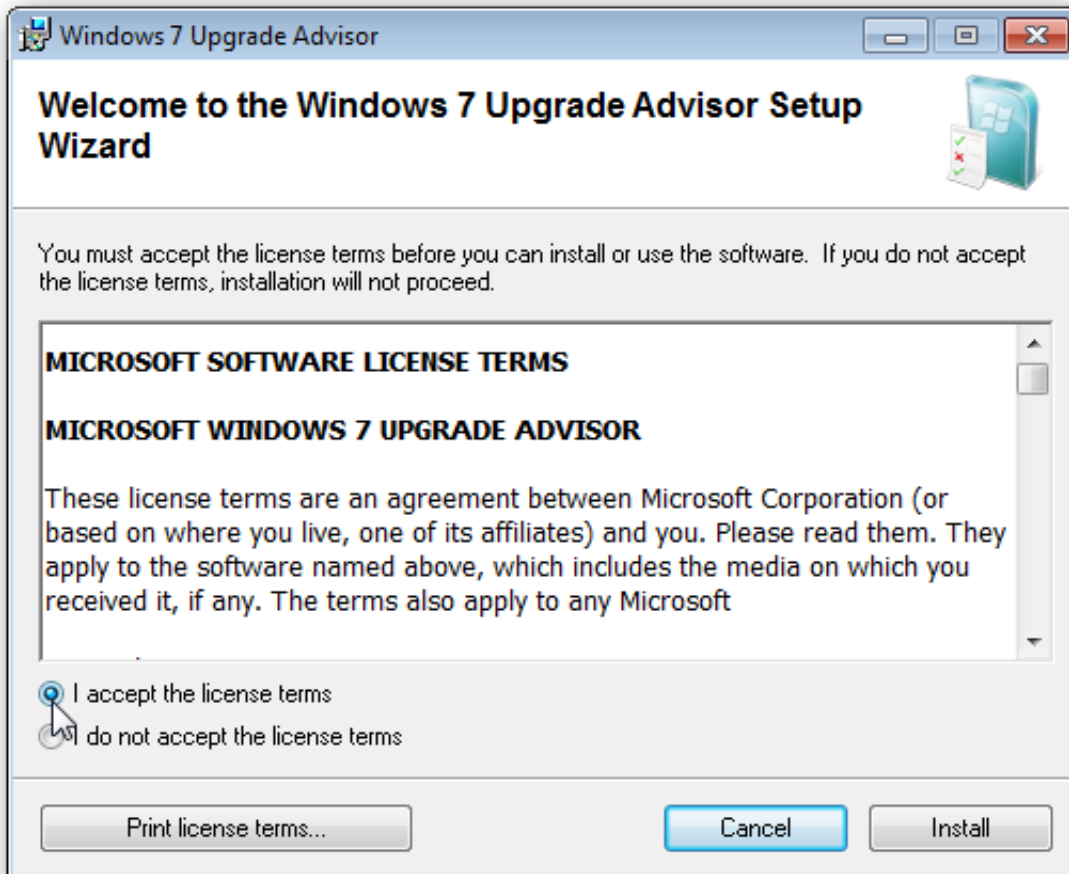 Windows 7 Upgrade Advisor
Welcome to the Windows 7 Upgrade Advisor Setup
Wizard
You must accept the license terms before you can install or use the software.  If you do not accept
the license terms, installation will not proceed.
MICROSOFT SOFTWARE LICENSE TERMS
MICROSOFT WINDOWS 7 UPGRADE ADVISOR
These license terms are an agreement between Microsoft Corporation (or
based on where you live, one of its affiliates) and you. Please read them. They
apply to the software named above, which includes the media on which you
received it, if any. The terms also apply to any Microsoft
I accept the license terms
I do not accept the license terms
Print license terms...
Cancel
Install